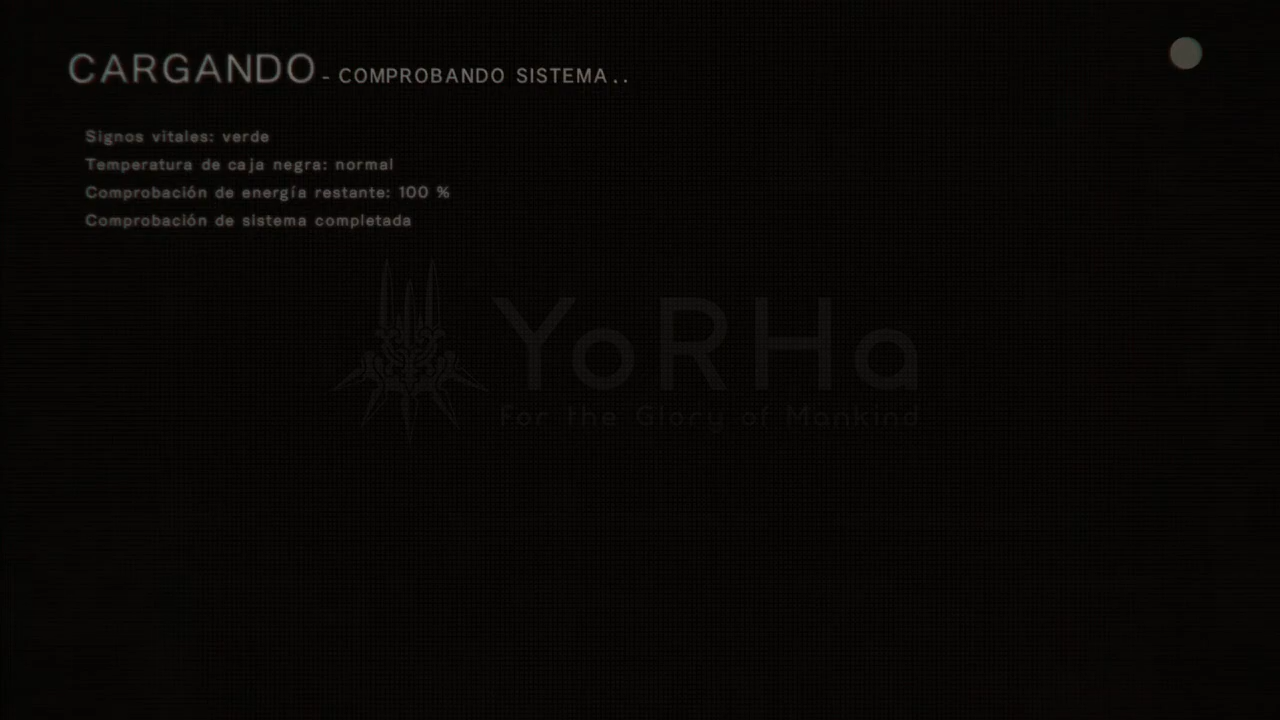 CARGANDO - COMPROBANDO SISTEMA..
Signos vitales: verde
Temperatura de caja negra: normal
Comprobación de energía restante: 100 %
Comprobación de sistema completada
YoRHa
For the Glory of Mankind